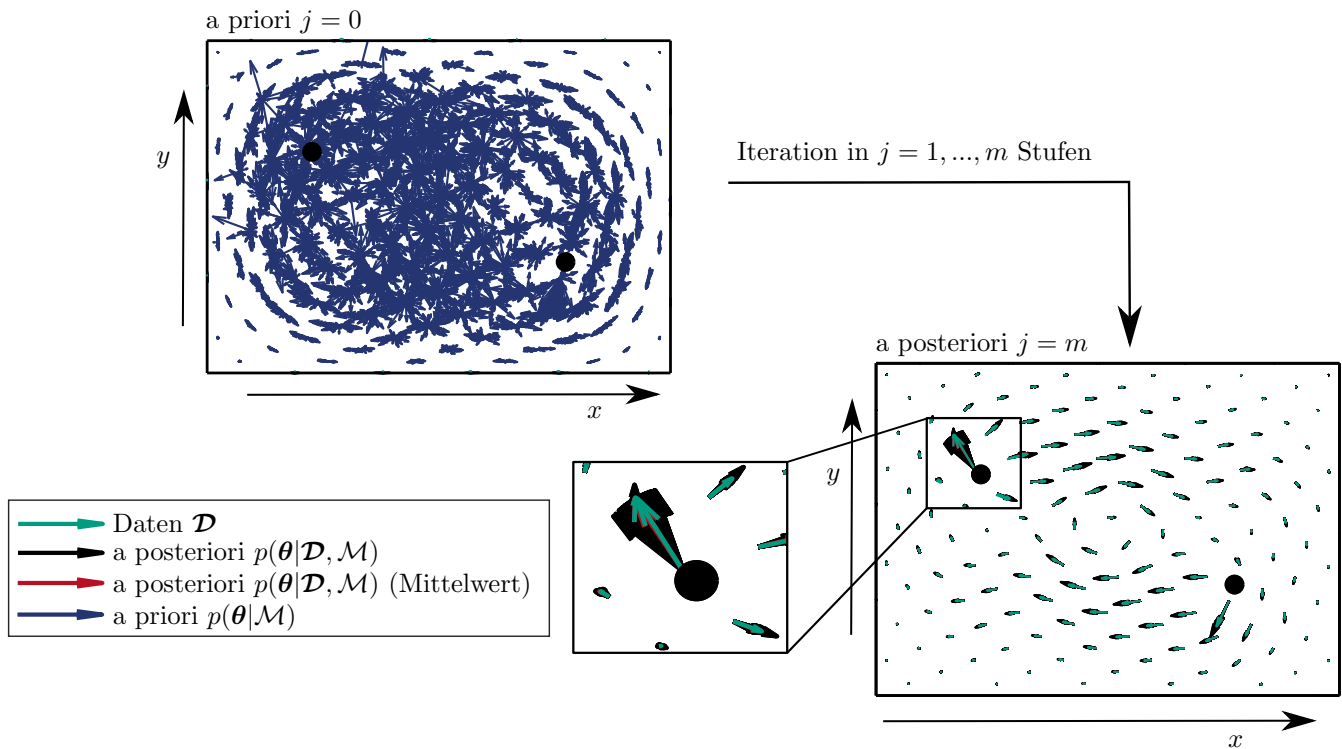 a priori j = 0
y
x
Iteration in j = 1, ..., m Stufen
a posteriori j = m
y
x
Daten 𝓓
a posteriori p(𝜽|𝓓, ℳ)
a posteriori p(𝜽|𝓓, ℳ) (Mittelwert)
a priori p(𝜽|ℳ)